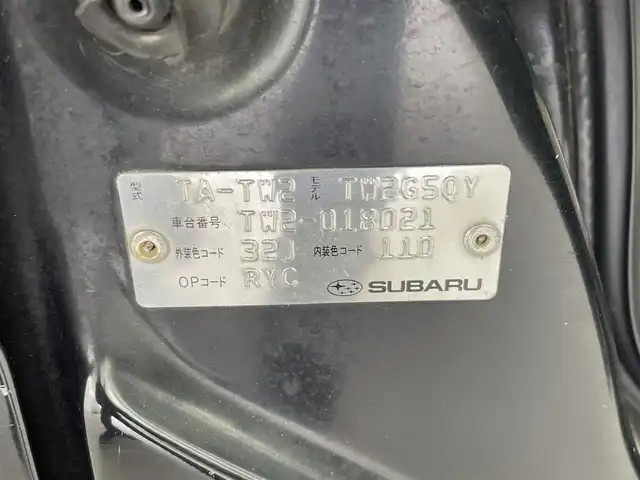 型式 TA-TW2 モデル TW2G5QY
車台番号 TW2-018021
外装色コード 32J 内装色コード 110
OPコード RYC SUBARU